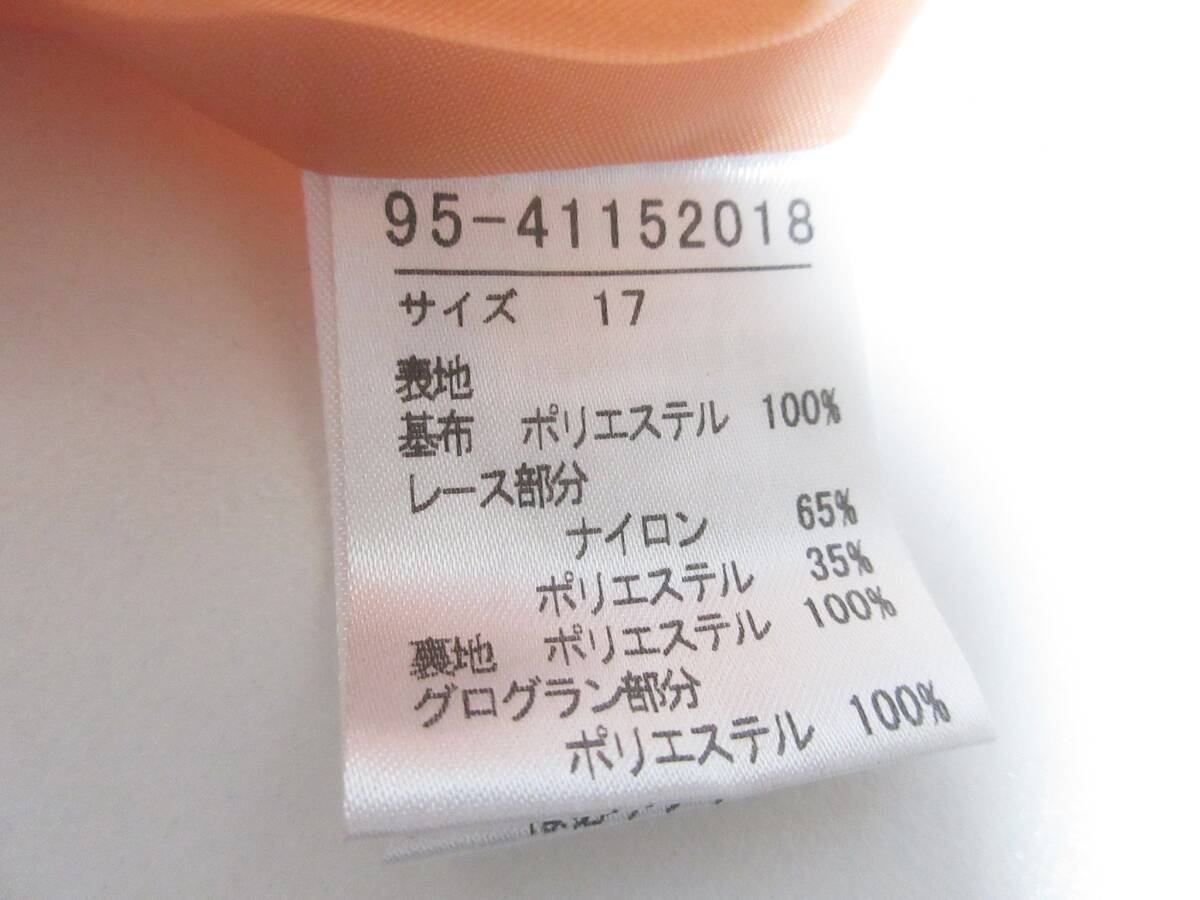 95-41152018
サイズ 17
表地
基布 ポリエステル 100%
レース部分
ナイロン 65%
ポリエステル 35%
裏地 ポリエステル 100%
グログラン部分
ポリエステル 100%